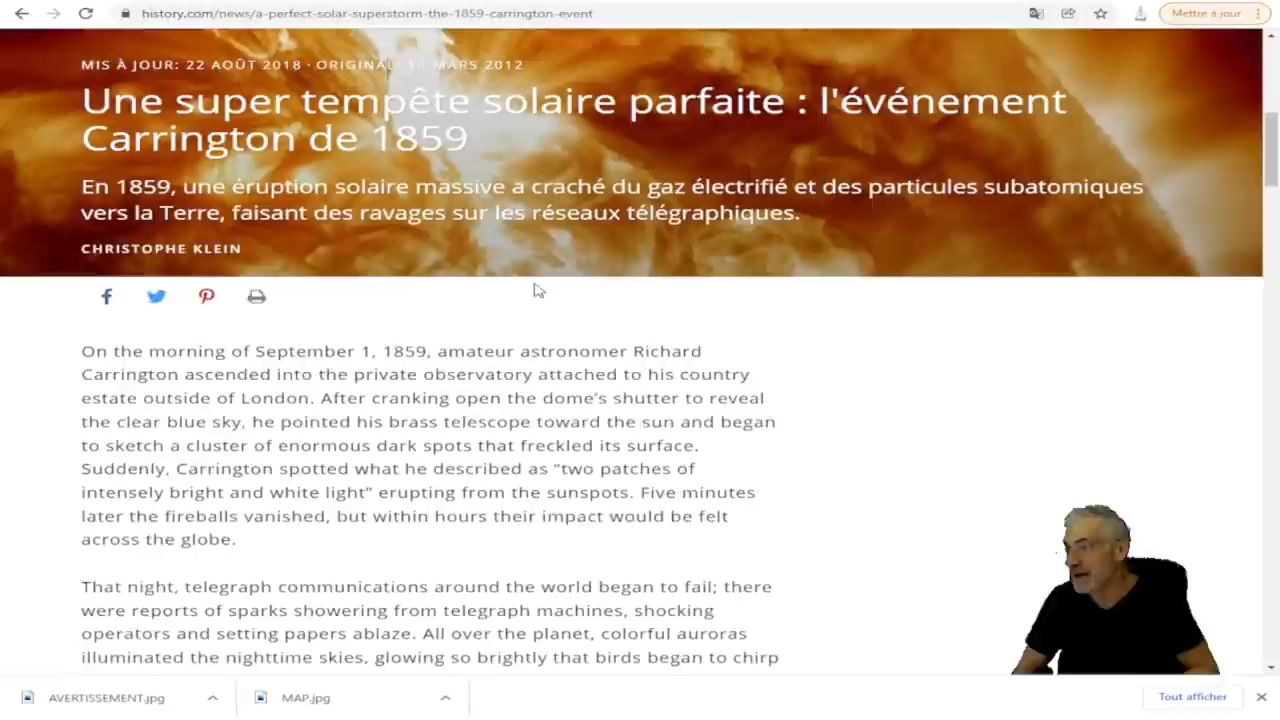 history.com/news/a-perfect-solar-superstorm-the-1859-carrington-event
Mettre à jour
MIS À JOUR: 22 AOÛT 2018 · ORIGINAL MARS 2012
Une super tempête solaire parfaite : l'événement
Carrington de 1859
En 1859, une éruption solaire massive a craché du gaz électrifié et des particules subatomiques
vers la Terre, faisant des ravages sur les réseaux télégraphiques.
CHRISTOPHE KLEIN
On the morning of September 1, 1859, amateur astronomer Richard
Carrington ascended into the private observatory attached to his country
estate outside of London. After cranking open the dome's shutter to reveal
the clear blue sky, he pointed his brass telescope toward the sun and began
to sketch a cluster of enormous dark spots that freckled its surface.
Suddenly, Carrington spotted what he described as “two patches of
intensely bright and white light” erupting from the sunspots. Five minutes
later the fireballs vanished, but within hours their impact would be felt
across the globe.
That night, telegraph communications around the world began to fail; there
were reports of sparks showering from telegraph machines, shocking
operators and setting papers ablaze. All over the planet, colorful auroras
illuminated the nighttime skies, glowing so brightly that birds began to chirp
AVERTISSEMENT.jpg
MAP.jpg
Tout afficher